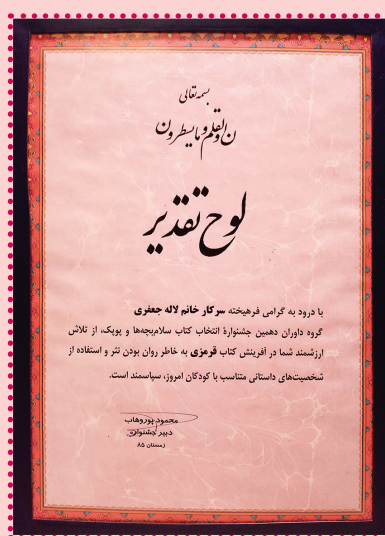 بسمه تعالی
ن والقلم و ما یسطرون
لوح تقدیر
با درود به گرامی فرهیخته سرکار خانم لاله جعفری
گروه داوران دهمین جشنوارهٔ انتخاب کتاب سلام‌بچه‌ها و پوپک، از تلاش
ارزشمند شما در آفرینش کتاب قرمزی به خاطر روان بودن نثر و استفاده از
شخصیت‌های داستانی متناسب با کودکان امروز، سپاسمند است.
محمود پوروهاب
دبیر جشنواره
زمستان ۸۵